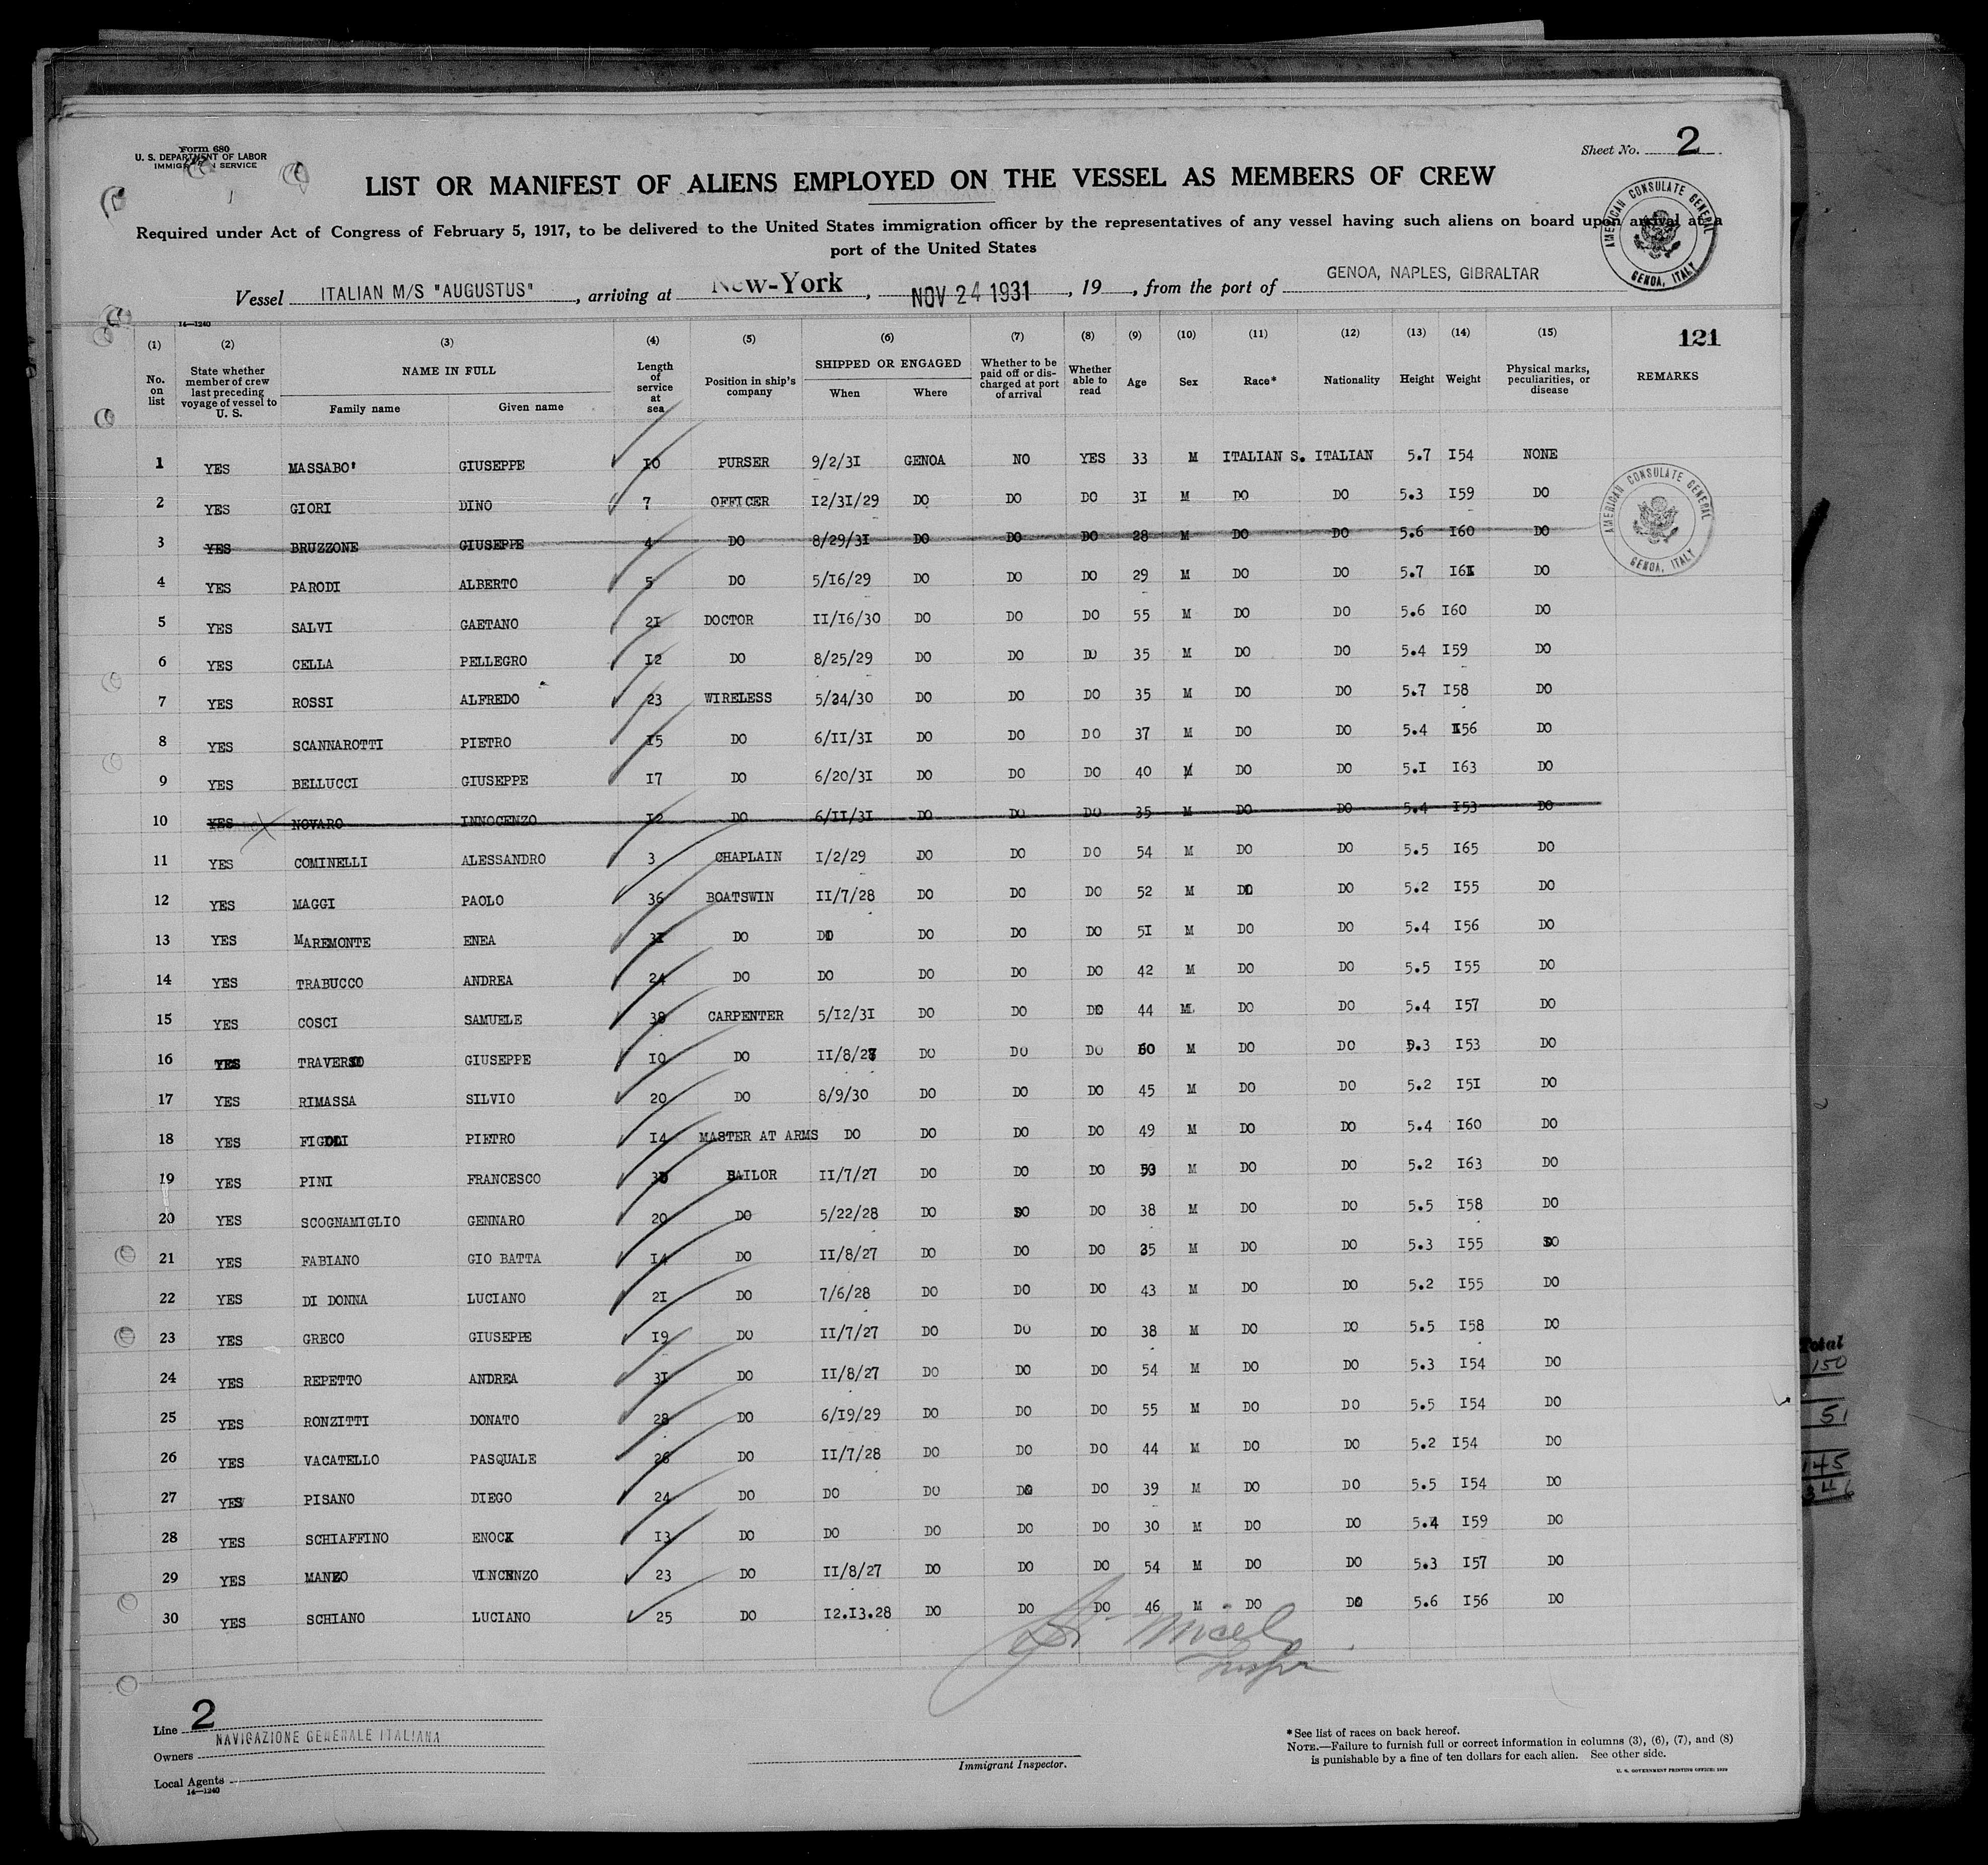 Form 680
U. S. DEPARTMENT OF LABOR
IMMIGRATION SERVICE
Sheet No. 2
LIST OR MANIFEST OF ALIENS EMPLOYED ON THE VESSEL AS MEMBERS OF CREW
Required under Act of Congress of February 5, 1917, to be delivered to the United States immigration officer by the representatives of any vessel having such aliens on board upon arrival at a
port of the United States
AMERICAN CONSULATE GENERAL GENOA, ITALY
Vessel ITALIAN M/S "AUGUSTUS", arriving at New-York, NOV 24 1931, 19, from the port of GENOA, NAPLES, GIBRALTAR
14—1240
121
(1) No. on list (2) State whether member of crew last preceding voyage of vessel to U. S. (3) NAME IN FULL Family name Given name (4) Length of service at sea (5) Position in ship's company (6) SHIPPED OR ENGAGED When Where (7) Whether to be paid off or discharged at port of arrival (8) Whether able to read (9) Age (10) Sex (11) Race* (12) Nationality (13) Height (14) Weight (15) Physical marks, peculiarities, or disease REMARKS
1 YES MASSABO' GIUSEPPE 10 PURSER 9/2/31 GENOA NO YES 33 M ITALIAN S. ITALIAN 5.7 154 NONE
2 YES GIORI DINO 7 OFFICER 12/31/29 DO DO DO 31 M DO DO 5.3 159 DO
AMERICAN CONSULATE GENERAL GENOA, ITALY
3 YES BRUZZONE GIUSEPPE 4 DO 8/29/31 DO DO DO 28 M DO DO 5.6 160 DO
4 YES PARODI ALBERTO 5 DO 5/16/29 DO DO DO 29 M DO DO 5.7 161 DO
5 YES SALVI GAETANO 21 DOCTOR 11/16/30 DO DO DO 55 M DO DO 5.6 160 DO
6 YES CELLA PELLEGRO 12 DO 8/25/29 DO DO DO 35 M DO DO 5.4 159 DO
7 YES ROSSI ALFREDO 23 WIRELESS 5/24/30 DO DO DO 35 M DO DO 5.7 158 DO
8 YES SCANNAROTTI PIETRO 15 DO 6/11/31 DO DO DO 37 M DO DO 5.4 156 DO
9 YES BELLUCCI GIUSEPPE 17 DO 6/20/31 DO DO DO 40 M DO DO 5.1 163 DO
10 YES NOVARO INNOCENZO 12 DO 6/11/31 DO DO DO 35 M DO DO 5.4 153 DO
11 YES COMINELLI ALESSANDRO 3 CHAPLAIN 1/2/29 DO DO DO 54 M DO DO 5.5 165 DO
12 YES MAGGI PAOLO 36 BOATSWIN 11/7/28 DO DO DO 52 M DO DO 5.2 155 DO
13 YES MAREMONTE ENEA 31 DO DO DO DO DO 51 M DO DO 5.4 156 DO
14 YES TRABUCCO ANDREA 24 DO DO DO DO DO 42 M DO DO 5.5 155 DO
15 YES COSCI SAMUELE 38 CARPENTER 5/12/31 DO DO DO 44 M DO DO 5.4 157 DO
16 YES TRAVERSO GIUSEPPE 10 DO 11/8/27 DO DO DO 60 M DO DO 5.3 153 DO
17 YES RIMASSA SILVIO 20 DO 8/9/30 DO DO DO 45 M DO DO 5.2 151 DO
18 YES FIGOLI PIETRO 14 MASTER AT ARMS DO DO DO DO 49 M DO DO 5.4 160 DO
19 YES PINI FRANCESCO SAILOR 11/7/27 DO DO DO 53 M DO DO 5.2 163 DO
20 YES SCOGNAMIGLIO GENNARO 20 DO 5/22/28 DO DO DO 38 M DO DO 5.5 158 DO
21 YES FABIANO GIO BATTA 14 DO 11/8/27 DO DO DO 35 M DO DO 5.3 155 DO
22 YES DI DONNA LUCIANO 21 DO 7/6/28 DO DO DO 43 M DO DO 5.2 155 DO
23 YES GRECO GIUSEPPE 19 DO 11/7/27 DO DO DO 38 M DO DO 5.5 158 DO
24 YES REPETTO ANDREA 31 DO 11/8/27 DO DO DO 54 M DO DO 5.3 154 DO
25 YES RONZITTI DONATO 28 DO 6/19/29 DO DO DO 55 M DO DO 5.5 154 DO
26 YES VACATELLO PASQUALE 26 DO 11/7/28 DO DO DO 44 M DO DO 5.2 154 DO
27 YES PISANO DIEGO 24 DO DO DO DO DO 39 M DO DO 5.5 154 DO
28 YES SCHIAFFINO ENOCK 13 DO DO DO DO DO 30 M DO DO 5.4 159 DO
29 YES MANZO VINCENZO 23 DO 11/8/27 DO DO DO 54 M DO DO 5.3 157 DO
30 YES SCHIANO LUCIANO 25 DO 12.13.28 DO DO DO 46 M DO DO 5.6 156 DO
Total
150
51
145
346
Line 2
Owners NAVIGAZIONE GENERALE ITALIANA
Local Agents
14—1240
Immigrant Inspector.
*See list of races on back hereof.
NOTE.—Failure to furnish full or correct information in columns (3), (6), (7), and (8)
is punishable by a fine of ten dollars for each alien. See other side.
U. S. GOVERNMENT PRINTING OFFICE: 1929